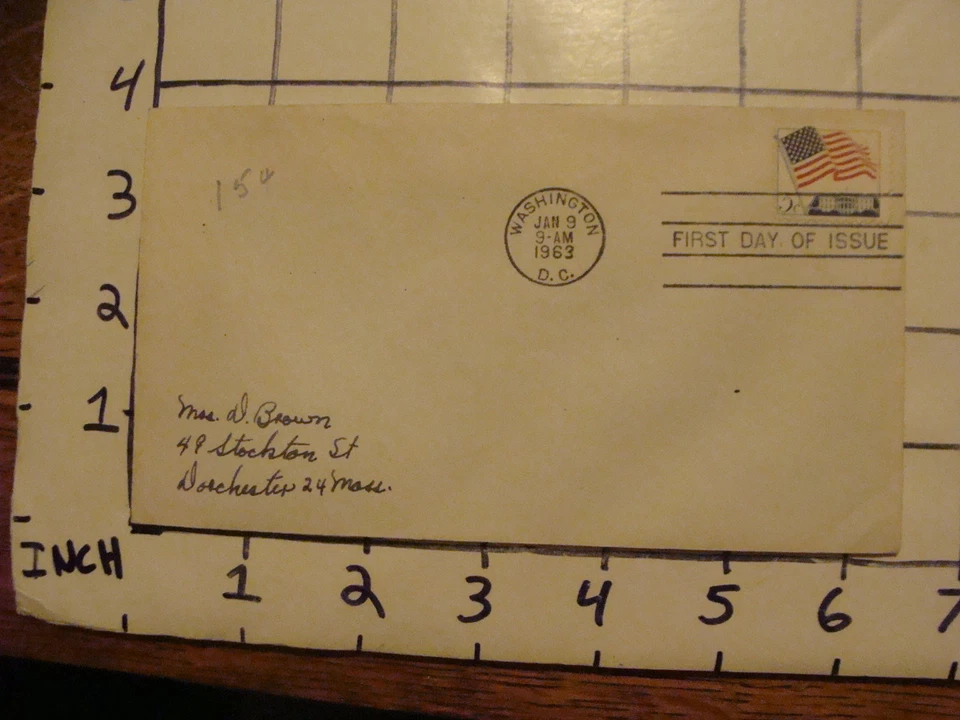 4
3
2
1
INCH
1 2 3 4 5 6 7
15¢
WASHINGTON
JAN 9
9-AM
1963
D. C.
FIRST DAY OF ISSUE
Mrs. D. Brown
49 Stockton St
Dorchester 24 Mass.